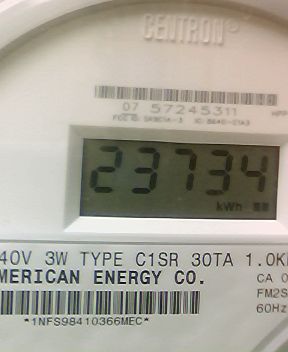 CENTRON®
07 57245311
23734
kWh
40V 3W TYPE C1SR 30TA 1.0K
MERICAN ENERGY CO.
CA 0
FM2S
60Hz
*1NFS98410366MEC*